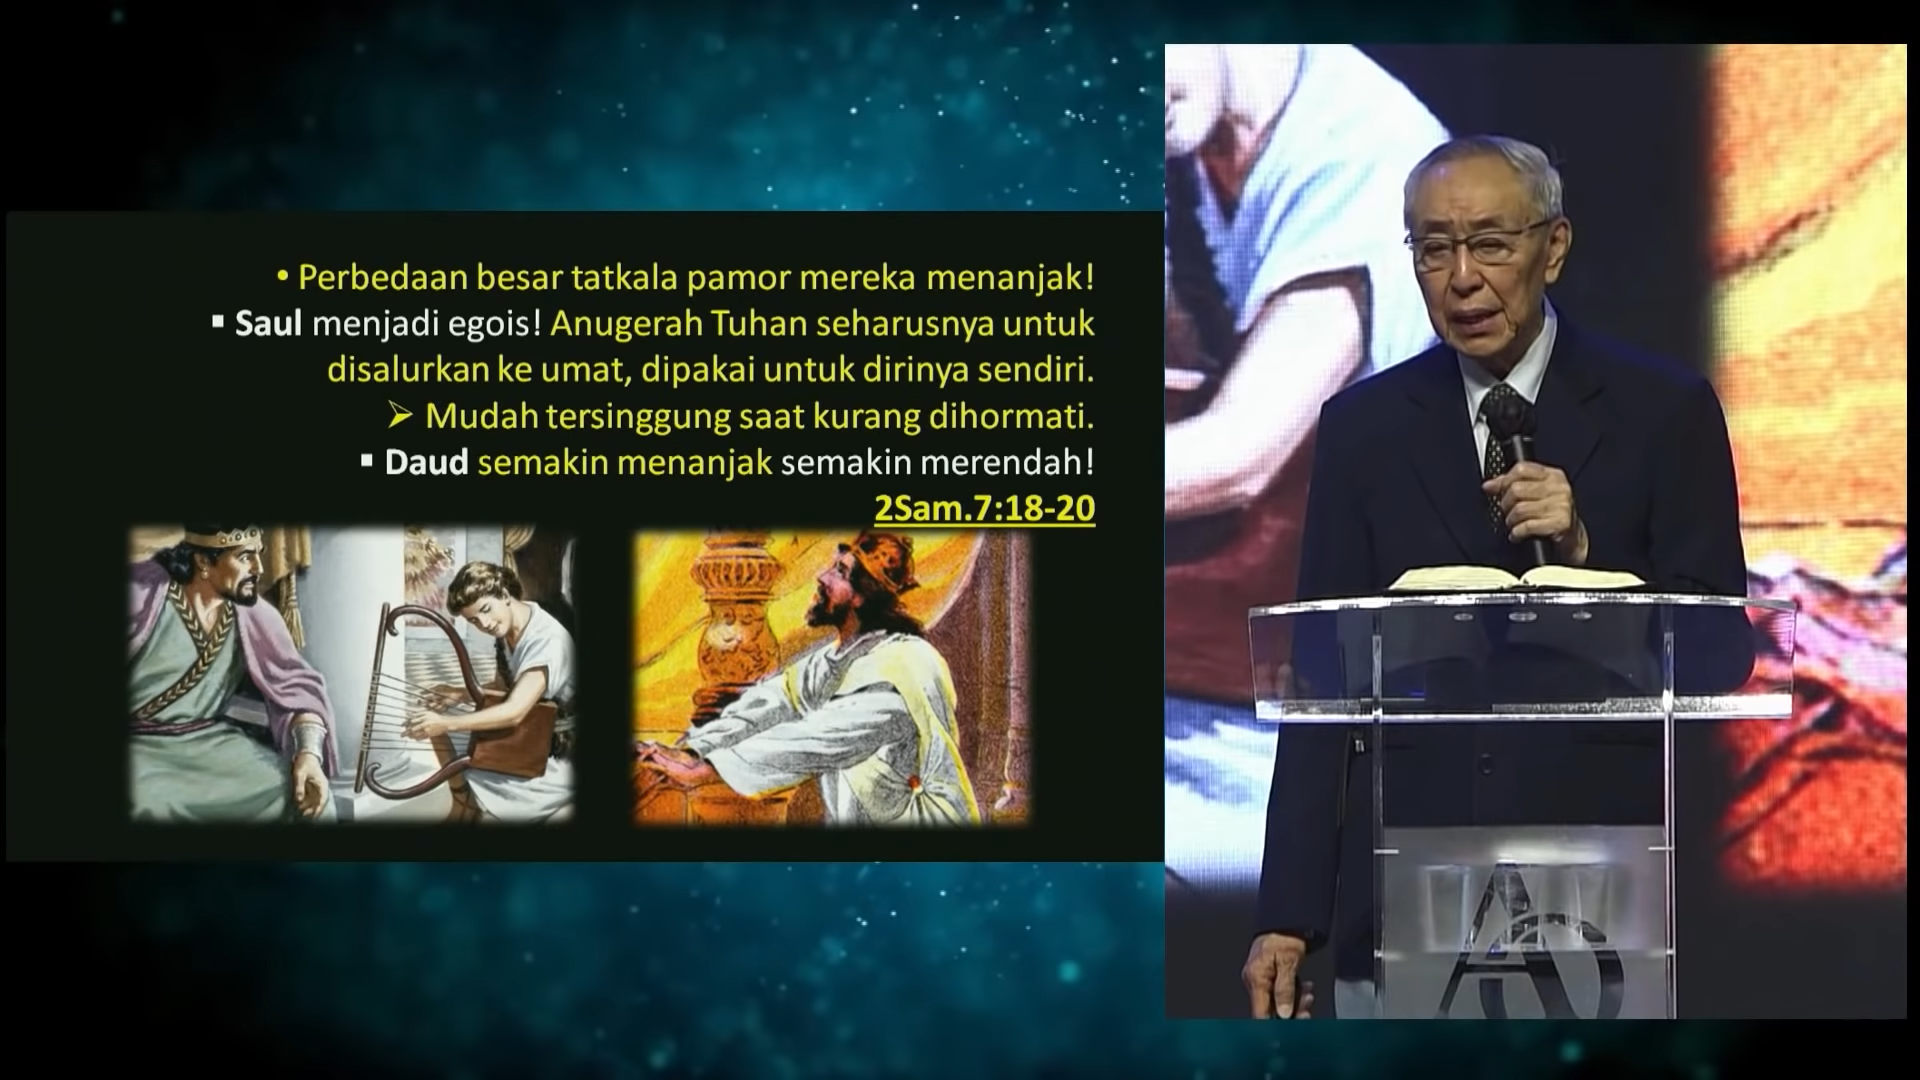 • Perbedaan besar tatkala pamor mereka menanjak!
▪ Saul menjadi egois! Anugerah Tuhan seharusnya untuk
disalurkan ke umat, dipakai untuk dirinya sendiri.
➢ Mudah tersinggung saat kurang dihormati.
▪ Daud semakin menanjak semakin merendah!
2Sam.7:18-20